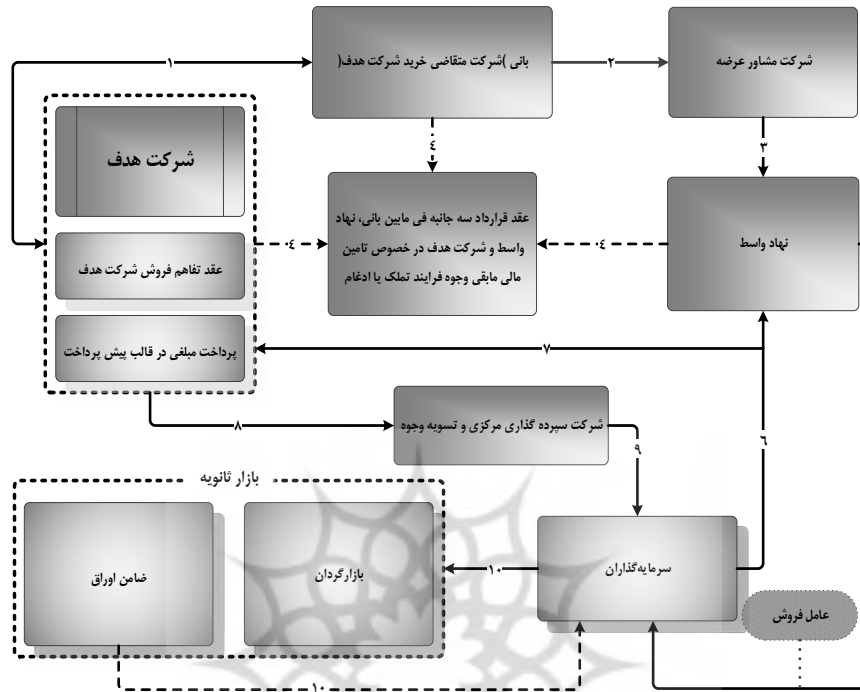 شرکت مشاور عرضه
۲
بانی )شرکت متقاضی خرید شرکت هدف(
۱
۳
٤
شرکت هدف
نهاد واسط
٤
عقد قرارداد سه جانبه فی مابین بانی، نهاد
واسط و شرکت هدف در خصوص تامین
مالی مابقی وجوه فرایند تملک یا ادغام
٤
عقد تفاهم فروش شرکت هدف
پرداخت مبلغی در قالب پیش پرداخت
۷
۸
شرکت سپرده گذاری مرکزی و تسویه وجوه
۹
٦
بازار ثانویه
سرمایه‌گذاران
۱۰
بازارگردان
ضامن اوراق
عامل فروش
۱۰